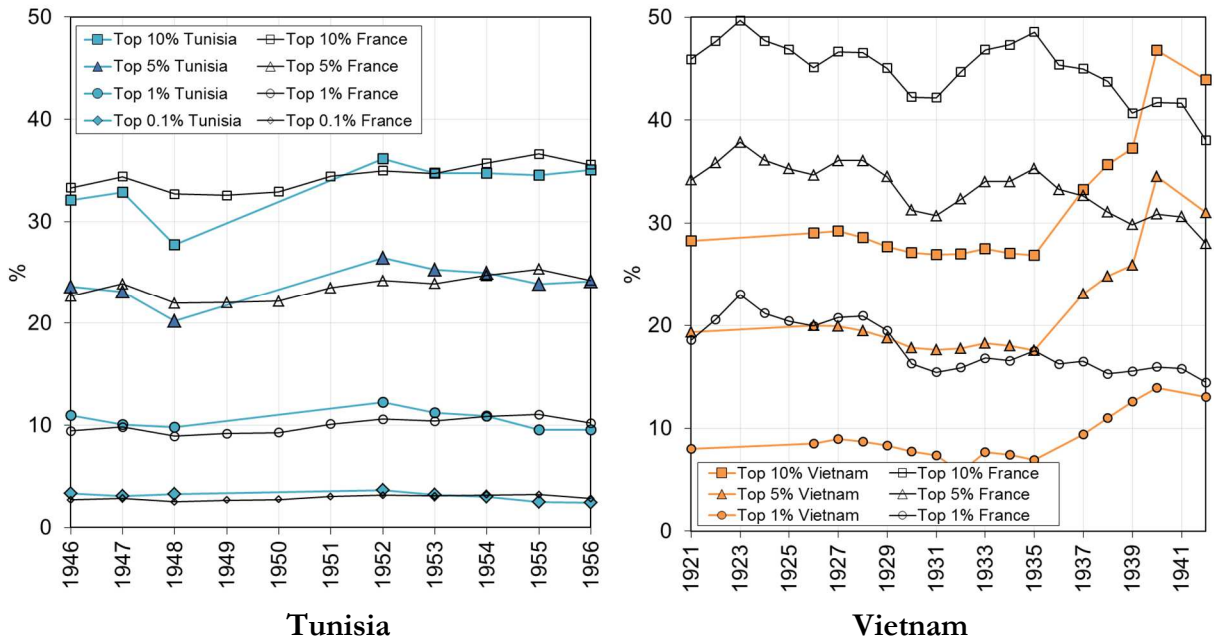 50
40
30
20
10
0
%
Top 10% Tunisia
Top 10% France
Top 5% Tunisia
Top 5% France
Top 1% Tunisia
Top 1% France
Top 0.1% Tunisia
Top 0.1% France
1946
1947
1948
1949
1950
1951
1952
1953
1954
1955
1956
Tunisia
50
40
30
20
10
0
%
Top 10% Vietnam
Top 10% France
Top 5% Vietnam
Top 5% France
Top 1% Vietnam
Top 1% France
1921
1923
1925
1927
1929
1931
1933
1935
1937
1939
1941
Vietnam